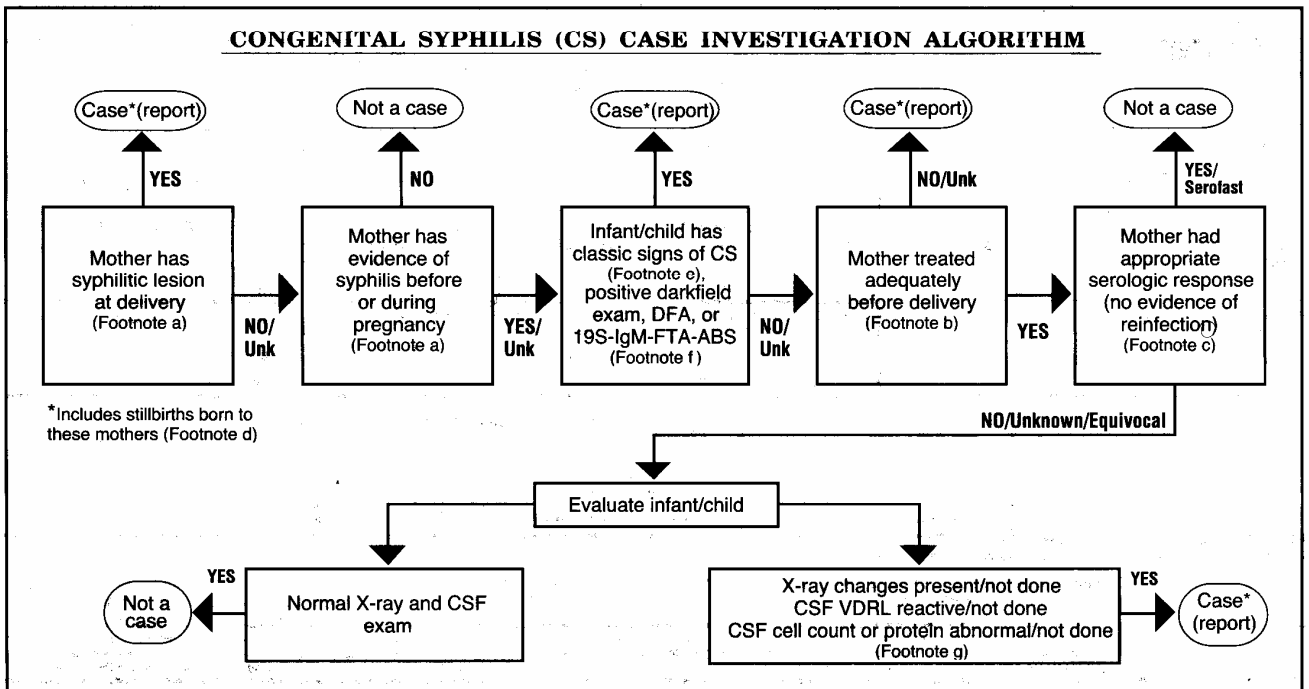 CONGENITAL SYPHILIS (CS) CASE INVESTIGATION ALGORITHM
Case*(report)
Not a case
Case*(report)
Case*(report)
Not a case
YES
NO
YES
NO/Unk
YES/
Serofast
Mother has
syphilitic lesion
at delivery
(Footnote a)
NO/
Unk
Mother has
evidence of
syphilis before
or during
pregnancy
(Footnote a)
YES/
Unk
Infant/child has
classic signs of CS
(Footnote e),
positive darkfield
exam, DFA, or
19S-IgM-FTA-ABS
(Footnote f)
NO/
Unk
Mother treated
adequately
before delivery
(Footnote b)
YES
Mother had
appropriate
serologic response
(no evidence of
reinfection)
(Footnote c)
*Includes stillbirths born to
these mothers (Footnote d)
NO/Unknown/Equivocal
Evaluate infant/child
Not a
case
YES
Normal X-ray and CSF
exam
X-ray changes present/not done
CSF VDRL reactive/not done
CSF cell count or protein abnormal/not done
(Footnote g)
YES
Case*
(report)